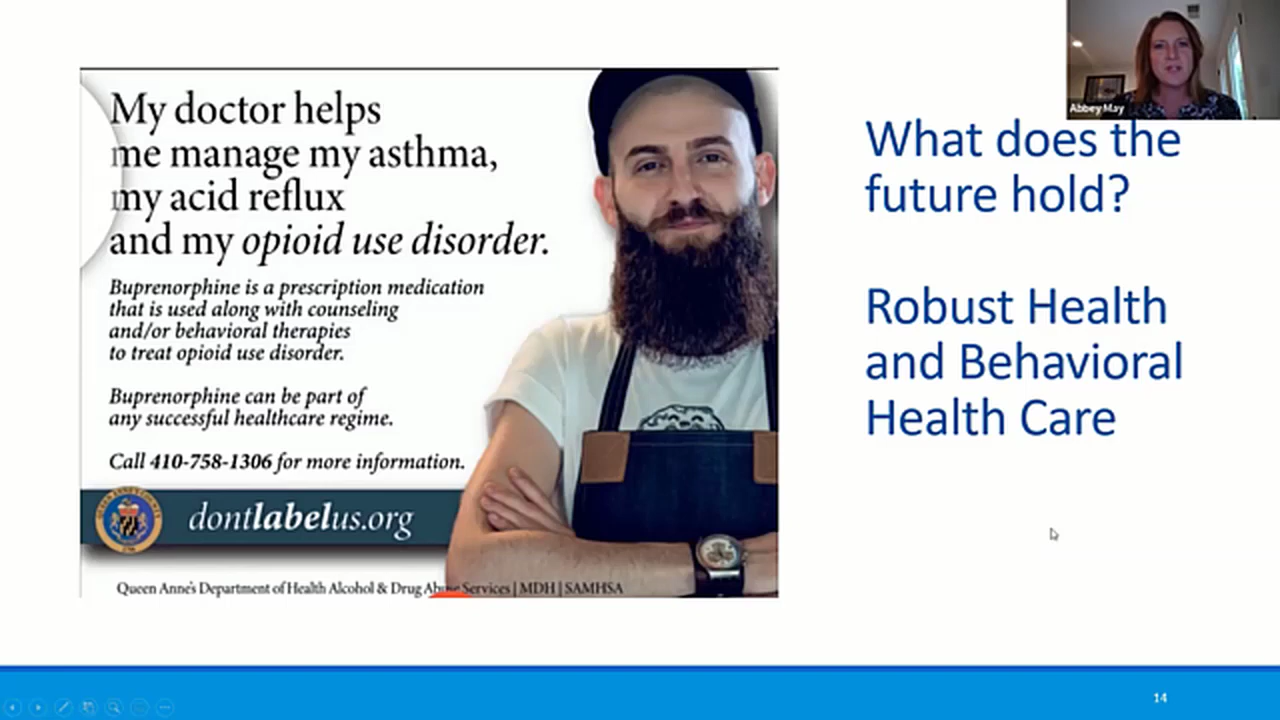 My doctor helps
me manage my asthma,
my acid reflux
and my opioid use disorder.
Buprenorphine is a prescription medication
that is used along with counseling
and/or behavioral therapies
to treat opioid use disorder.
Buprenorphine can be part of
any successful healthcare regime.
Call 410-758-1306 for more information.
dontlabelus.org
Queen Anne's Department of Health Alcohol & Drug Abuse Services | MDH | SAMHSA
Abbey May
What does the
future hold?
Robust Health
and Behavioral
Health Care
14